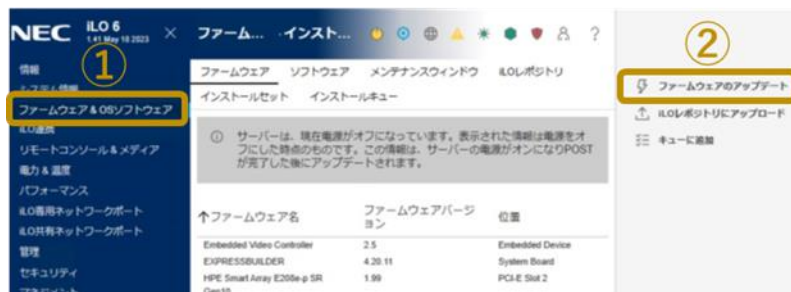 NEC iLO 6
1.41 May 10 2023
ファーム... ・インスト...
?
①
②
情報
システム情報
ファームウェア&OSソフトウェア
iLO連携
リモートコンソール&メディア
電力&温度
パフォーマンス
iLO専用ネットワークポート
iLO共有ネットワークポート
管理
セキュリティ
ファームウェア ソフトウェア メンテナンスウィンドウ iLOレポジトリ
インストールセット インストールキュー
サーバーは、現在電源がオフになっています。表示された情報は電源をオ
フにした時点のものです。この情報は、サーバーの電源がオンになりPOST
が完了した後にアップデートされます。
↑ファームウェア名 ファームウェアバージ
ョン 位置
Embedded Video Controller 2.5 Embedded Device
EXPRESSBUILDER 4.20.11 System Board
HPE Smart Array E208e-p SR 1.99 PCI-E Slot 2
Gen10
ファームウェアのアップデート
iLOレポジトリにアップロード
キューに追加